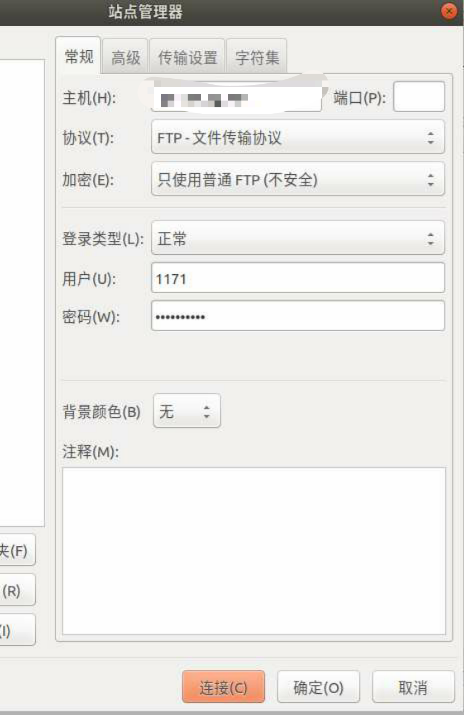 站点管理器
常规 高级 传输设置 字符集
主机(H): 端口(P):
协议(T): FTP - 文件传输协议
加密(E): 只使用普通 FTP (不安全)
登录类型(L): 正常
用户(U): 1171
密码(W): ••••••••••
背景颜色(B) 无
注释(M):
夹(F)
(R)
(I)
连接(C) 确定(O) 取消